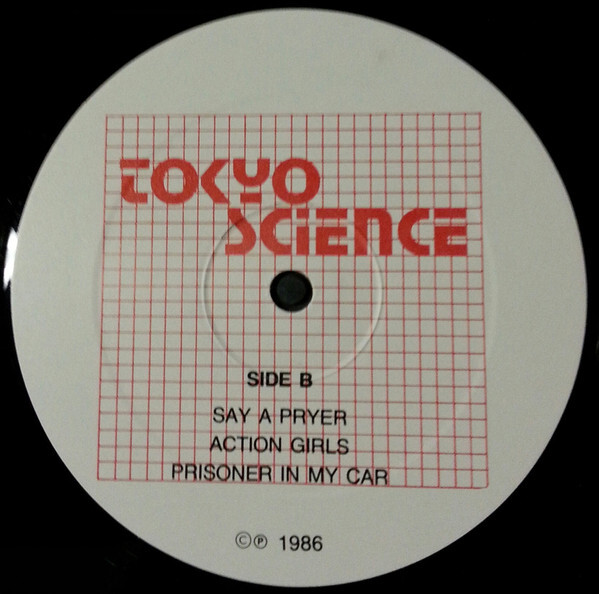 TOKYO
SCIENCE
SIDE B
SAY A PRYER
ACTION GIRLS
PRISONER IN MY CAR
©℗ 1986